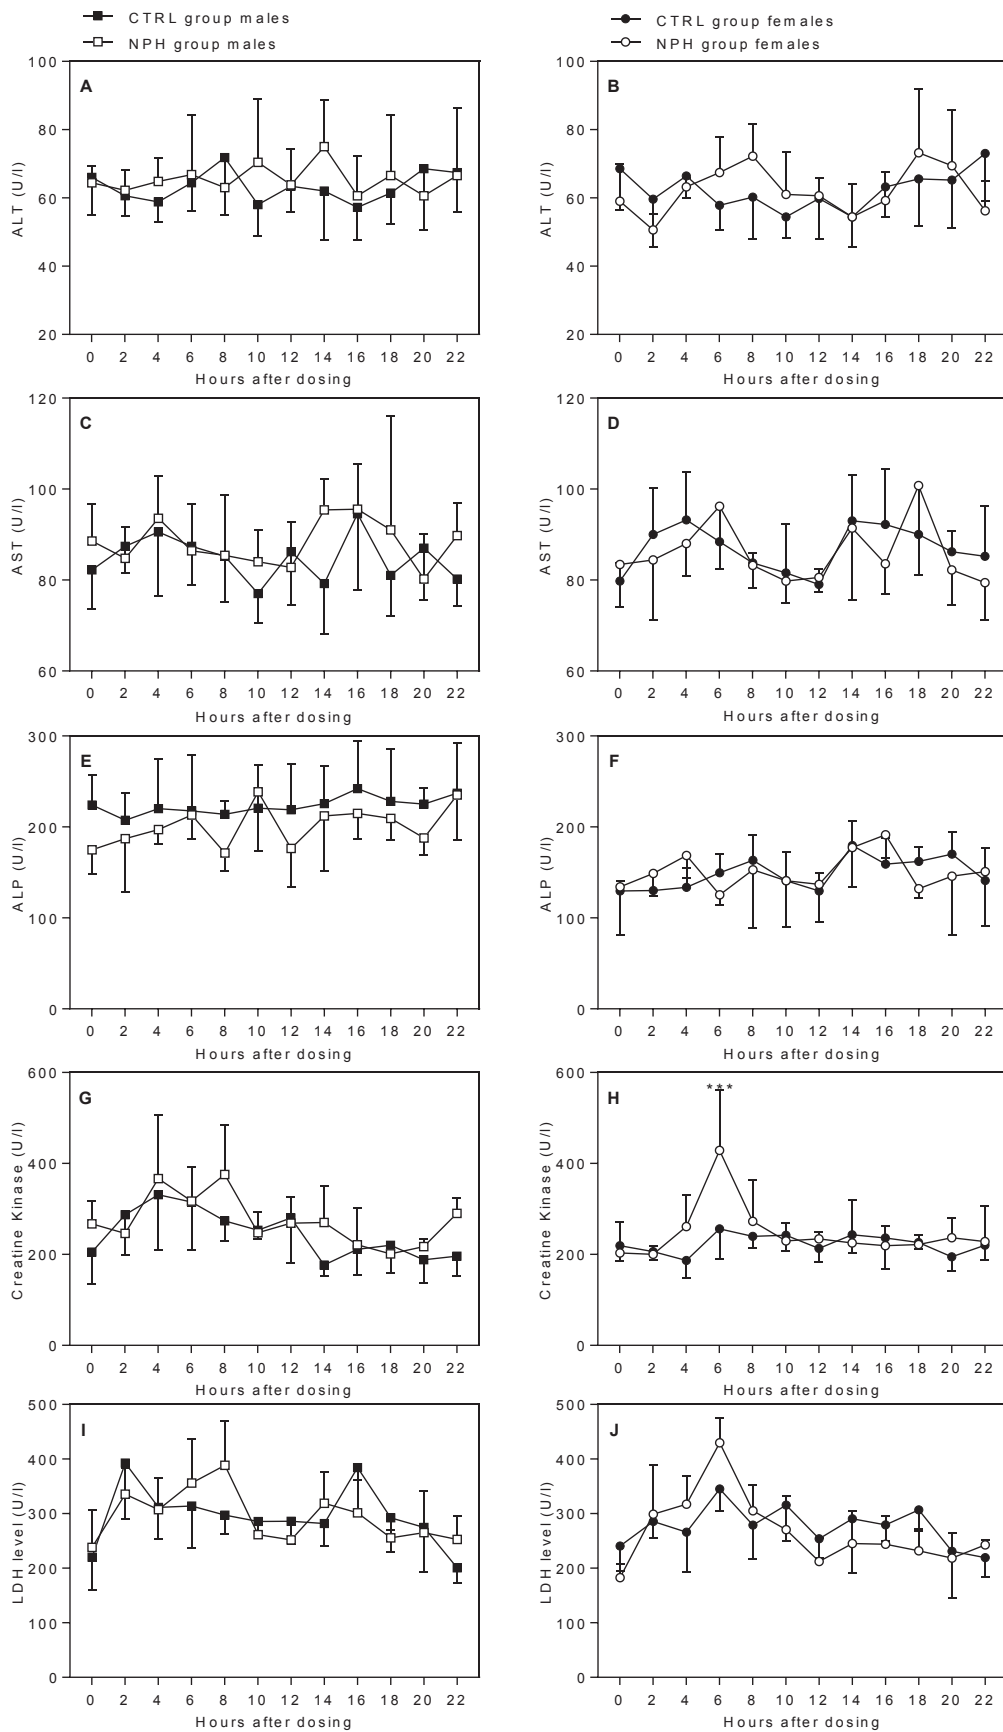 CTRL group males
NPH group males
CTRL group females
NPH group females
A
ALT (U/l)
100
80
60
40
20
0 2 4 6 8 10 12 14 16 18 20 22
Hours after dosing
B
ALT (U/l)
100
80
60
40
20
0 2 4 6 8 10 12 14 16 18 20 22
Hours after dosing
C
AST (U/l)
120
100
80
60
0 2 4 6 8 10 12 14 16 18 20 22
Hours after dosing
D
AST (U/l)
120
100
80
60
0 2 4 6 8 10 12 14 16 18 20 22
Hours after dosing
E
ALP (U/l)
300
200
100
0
0 2 4 6 8 10 12 14 16 18 20 22
Hours after dosing
F
ALP (U/l)
300
200
100
0
0 2 4 6 8 10 12 14 16 18 20 22
Hours after dosing
G
Creatine Kinase (U/l)
600
400
200
0
0 2 4 6 8 10 12 14 16 18 20 22
Hours after dosing
H
***
Creatine Kinase (U/l)
600
400
200
0
0 2 4 6 8 10 12 14 16 18 20 22
Hours after dosing
I
LDH level (U/l)
500
400
300
200
100
0
0 2 4 6 8 10 12 14 16 18 20 22
Hours after dosing
J
LDH level (U/l)
500
400
300
200
100
0
0 2 4 6 8 10 12 14 16 18 20 22
Hours after dosing